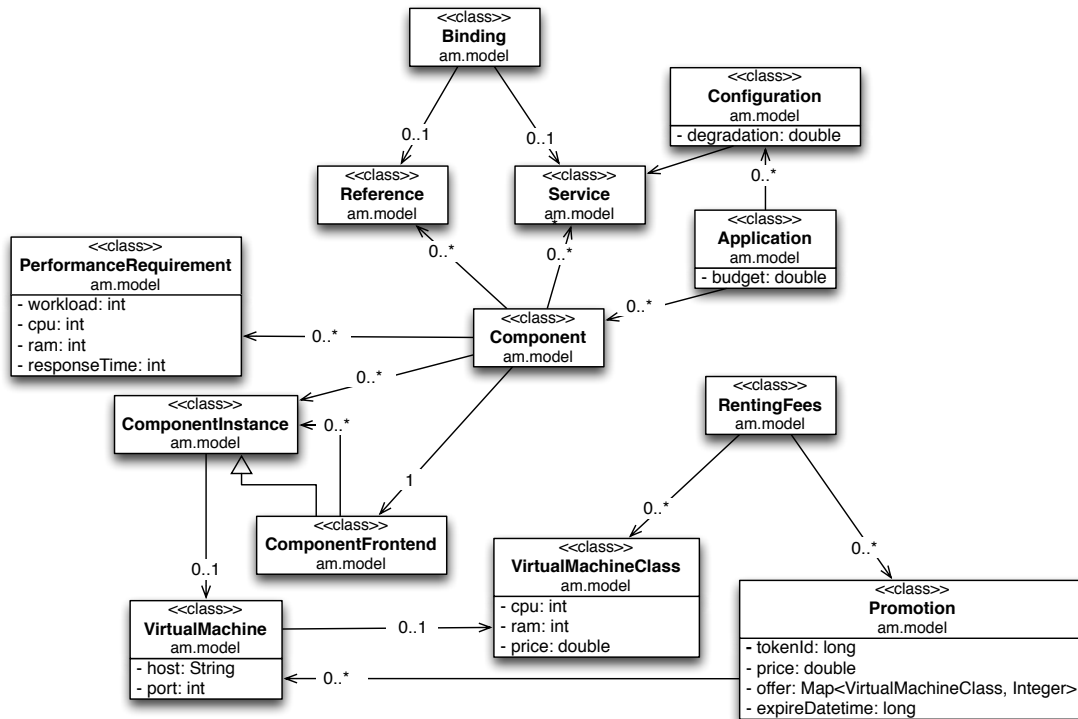 <<class>>
Binding
am.model
<<class>>
Configuration
am.model
- degradation: double
0..1
0..1
<<class>>
Reference
am.model
<<class>>
Service
am.model
*
0..*
<<class>>
Application
am.model
- budget: double
<<class>>
PerformanceRequirement
am.model
- workload: int
- cpu: int
- ram: int
- responseTime: int
0..*
0..*
0..*
<<class>>
Component
am.model
0..*
0..*
<<class>>
ComponentInstance
am.model
0..*
<<class>>
RentingFees
am.model
1
0..*
<<class>>
ComponentFrontend
am.model
<<class>>
VirtualMachineClass
am.model
- cpu: int
- ram: int
- price: double
0..*
0..1
<<class>>
VirtualMachine
am.model
- host: String
- port: int
0..1
0..*
<<class>>
Promotion
am.model
- tokenId: long
- price: double
- offer: Map<VirtualMachineClass, Integer>
- expireDatetime: long